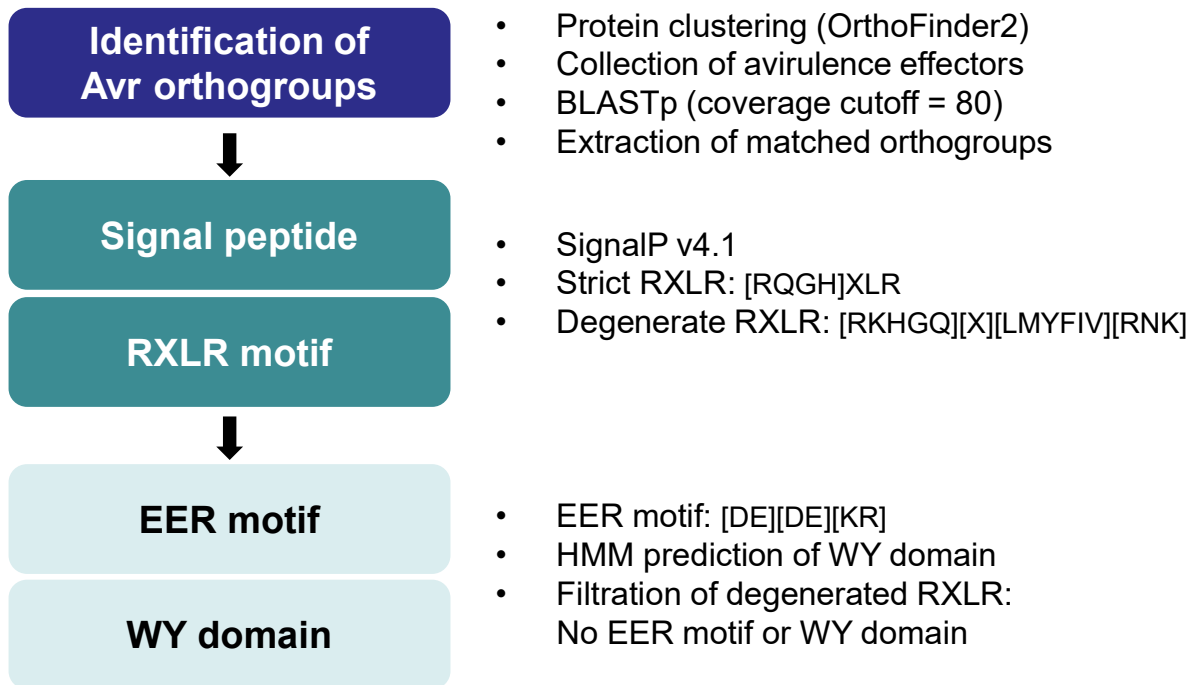 Identification of
Avr orthogroups
• Protein clustering (OrthoFinder2)
• Collection of avirulence effectors
• BLASTp (coverage cutoff = 80)
• Extraction of matched orthogroups
Signal peptide
RXLR motif
• SignalP v4.1
• Strict RXLR: [RQGH]XLR
• Degenerate RXLR: [RKHGQ][X][LMYFIV][RNK]
EER motif
WY domain
• EER motif: [DE][DE][KR]
• HMM prediction of WY domain
• Filtration of degenerated RXLR:
No EER motif or WY domain